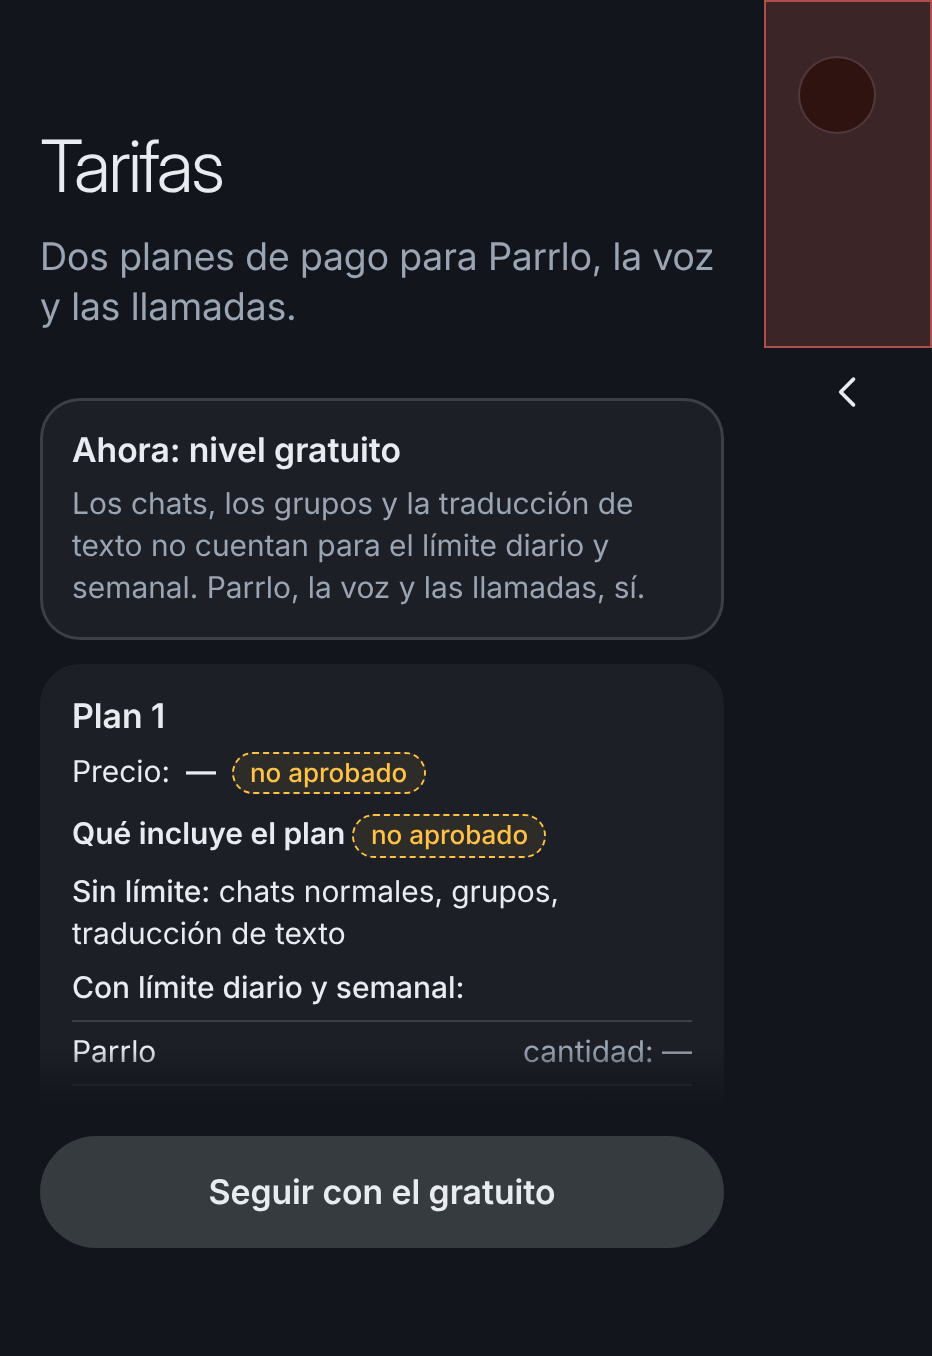 Tarifas
Dos planes de pago para Parrlo, la voz
y las llamadas.
Ahora: nivel gratuito
Los chats, los grupos y la traducción de
texto no cuentan para el límite diario y
semanal. Parrlo, la voz y las llamadas, sí.
Plan 1
Precio: — no aprobado
Qué incluye el plan no aprobado
Sin límite: chats normales, grupos,
traducción de texto
Con límite diario y semanal:
Parrlo cantidad: —
Seguir con el gratuito